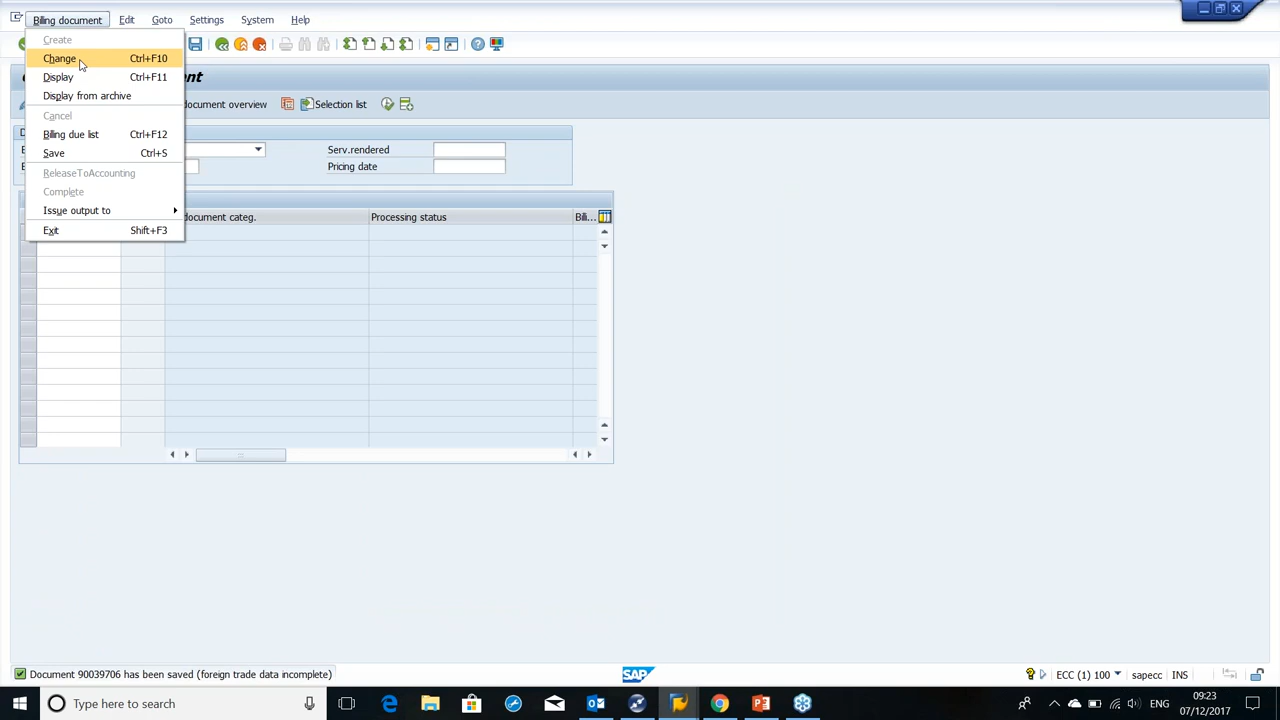 Billing document Edit Goto Settings System Help
Create
Change Ctrl+F10
Display Ctrl+F11
Display from archive
Cancel
Billing due list Ctrl+F12
Save Ctrl+S
ReleaseToAccounting
Complete
Issue output to
Exit Shift+F3
document overview Selection list
Serv.rendered
Pricing date
document categ. Processing status Bill...
Document 90039706 has been saved (foreign trade data incomplete)
SAP
ECC (1) 100 sapecc INS
Type here to search
ENG
09:23
07/12/2017